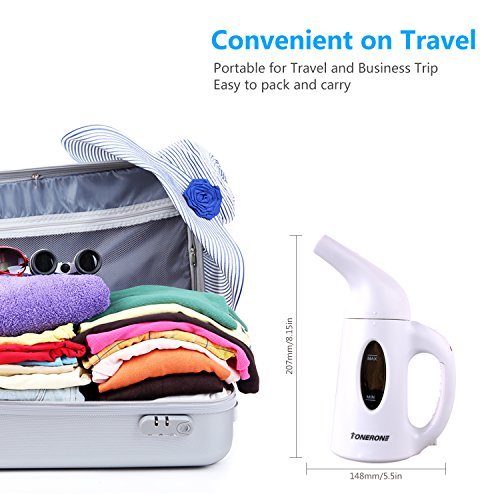 Convenient on Travel
Portable for Travel and Business Trip
Easy to pack and carry
207mm/8.15in
MAX
MIN
TONERONE
148mm/5.5in